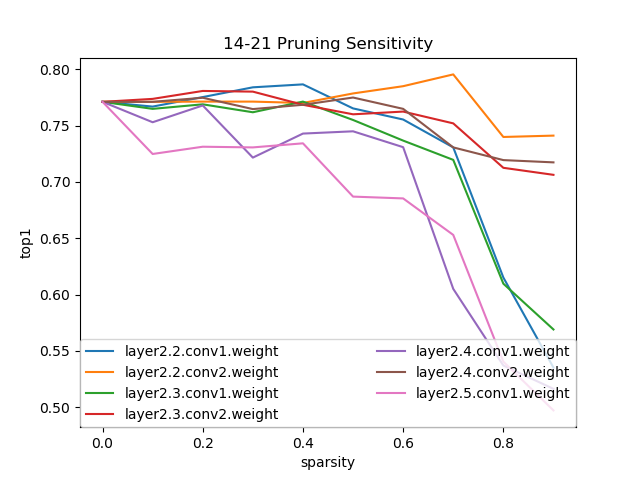 14-21 Pruning Sensitivity
top1
0.80
0.75
0.70
0.65
0.60
0.55
0.50
layer2.2.conv1.weight
layer2.2.conv2.weight
layer2.3.conv1.weight
layer2.3.conv2.weight
layer2.4.conv1.weight
layer2.4.conv2.weight
layer2.5.conv1.weight
0.0 0.2 0.4 0.6 0.8
sparsity